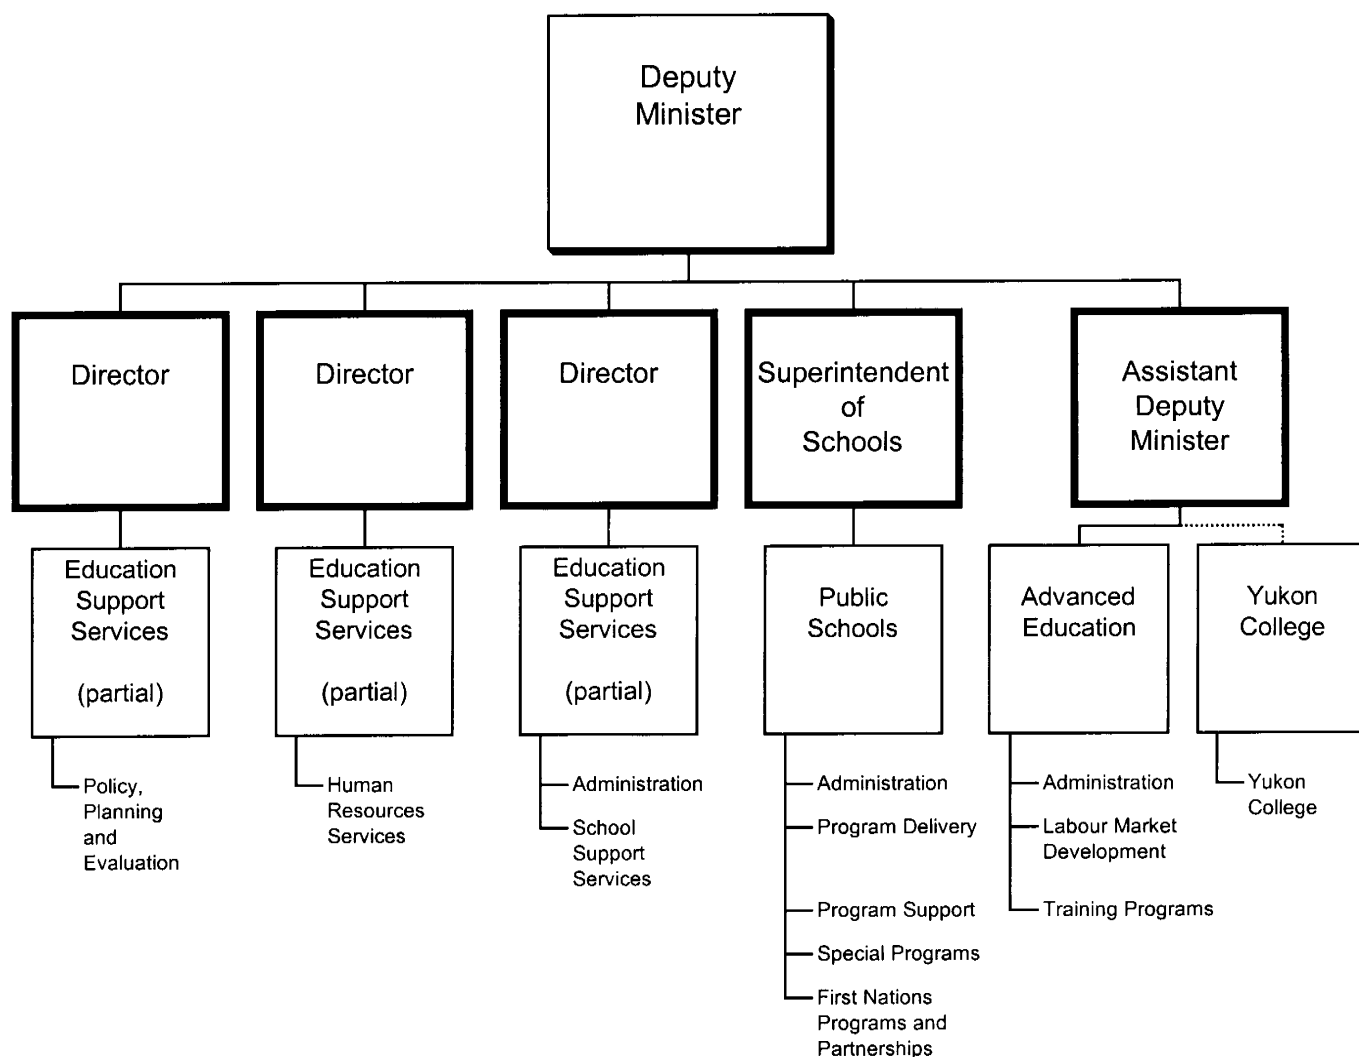 Deputy
Minister
Director
Director
Director
Superintendent
of
Schools
Assistant
Deputy
Minister
Education
Support
Services
(partial)
Education
Support
Services
(partial)
Education
Support
Services
(partial)
Public
Schools
Advanced
Education
Yukon
College
Policy,
Planning
and
Evaluation
Human
Resources
Services
Administration
School
Support
Services
Administration
Program Delivery
Program Support
Special Programs
First Nations
Programs and
Partnerships
Administration
Labour Market
Development
Training Programs
Yukon
College